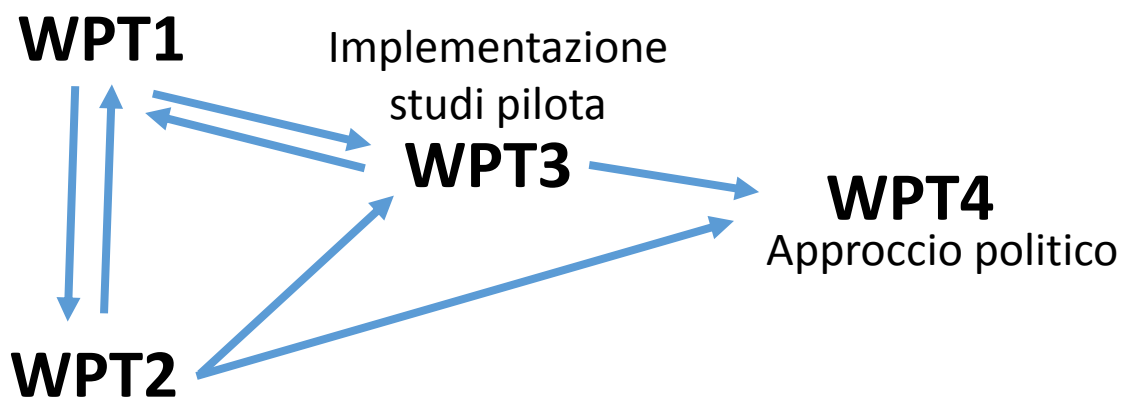 WPT1
Implementazione
studi pilota
WPT3
WPT4
Approccio politico
WPT2